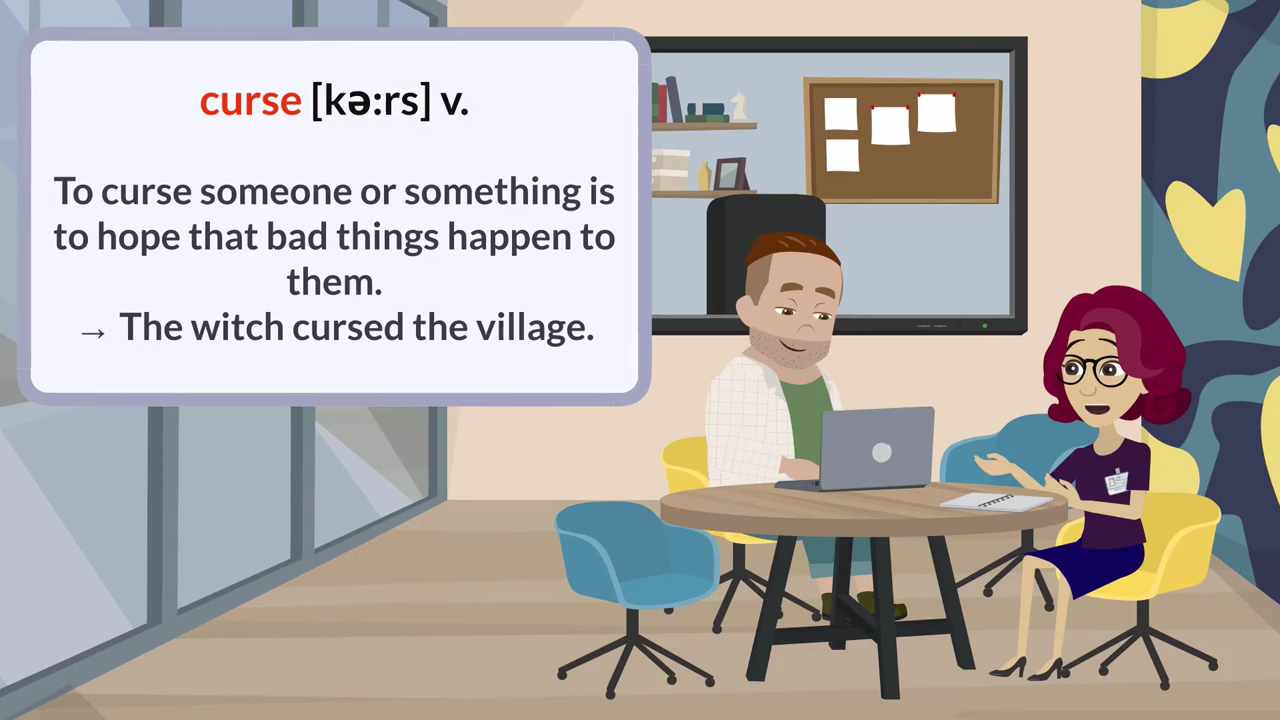 curse [kə:rs] v.
To curse someone or something is
to hope that bad things happen to
them.
→ The witch cursed the village.